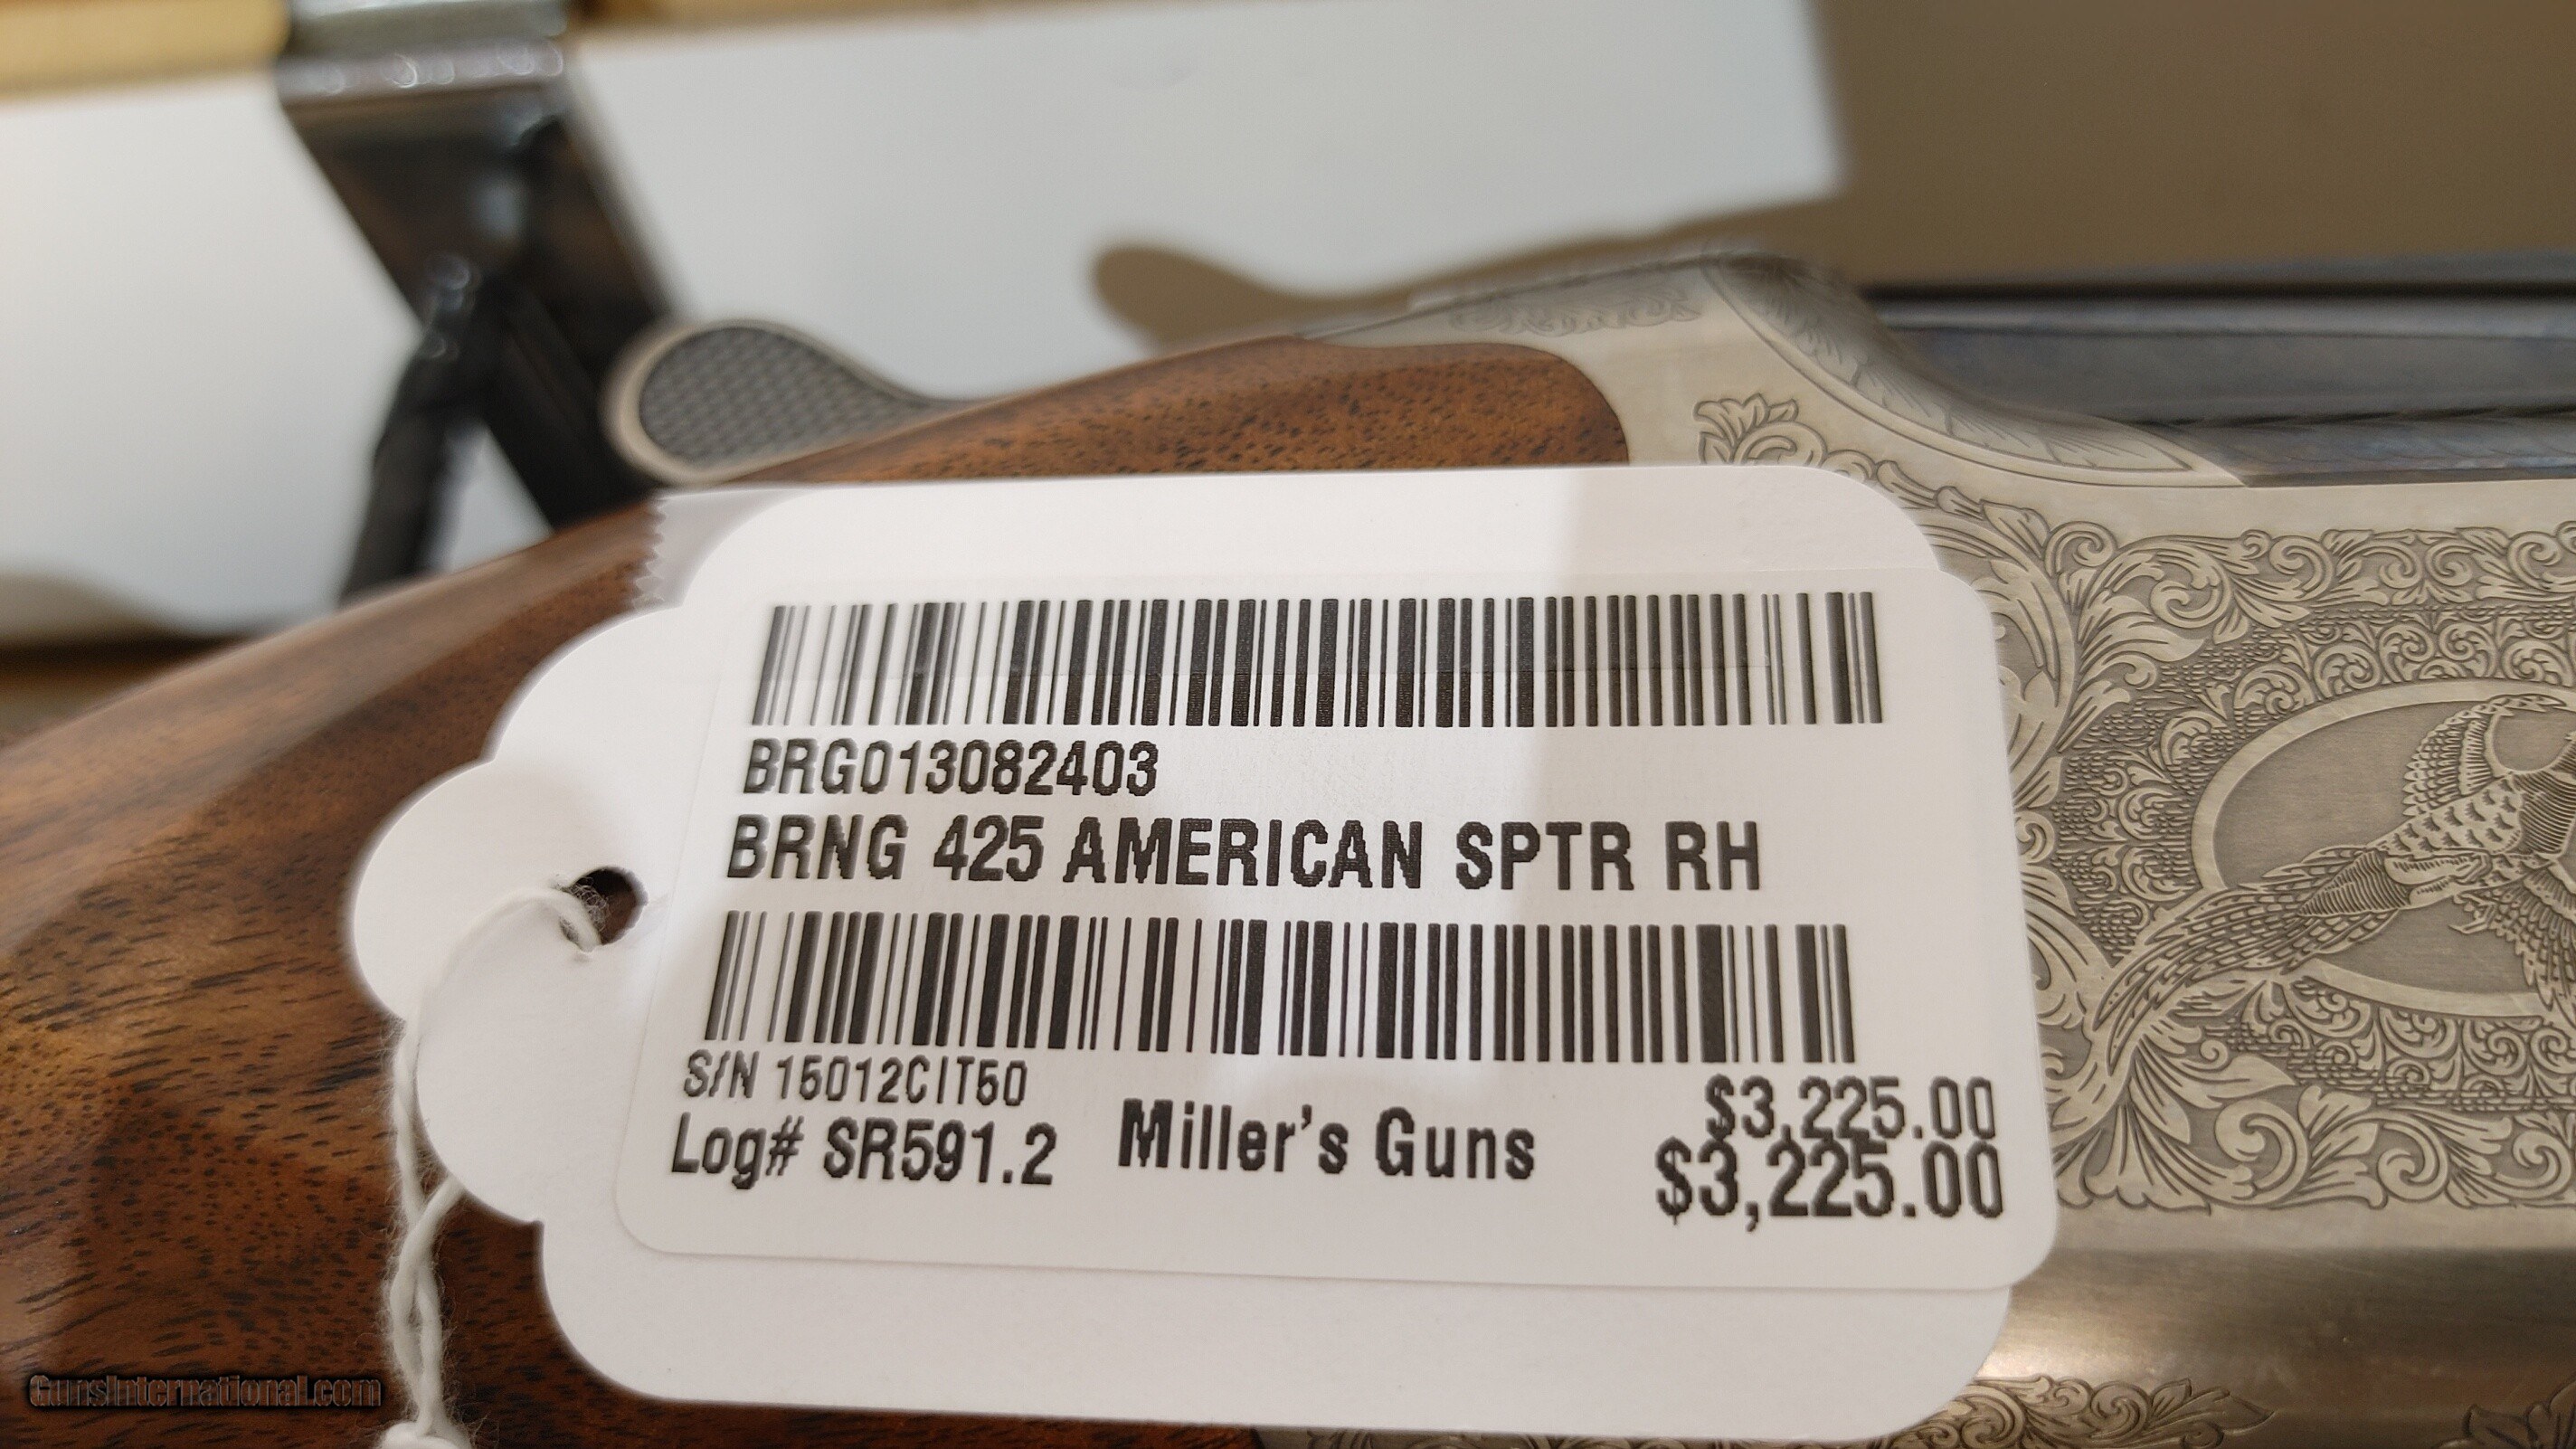 BRG013082403
BRNG 425 AMERICAN SPTR RH
S/N 15012CIT50
Log# SR591.2
Miller's Guns
$3,225.00
$3,225.00
GunsInternational.com